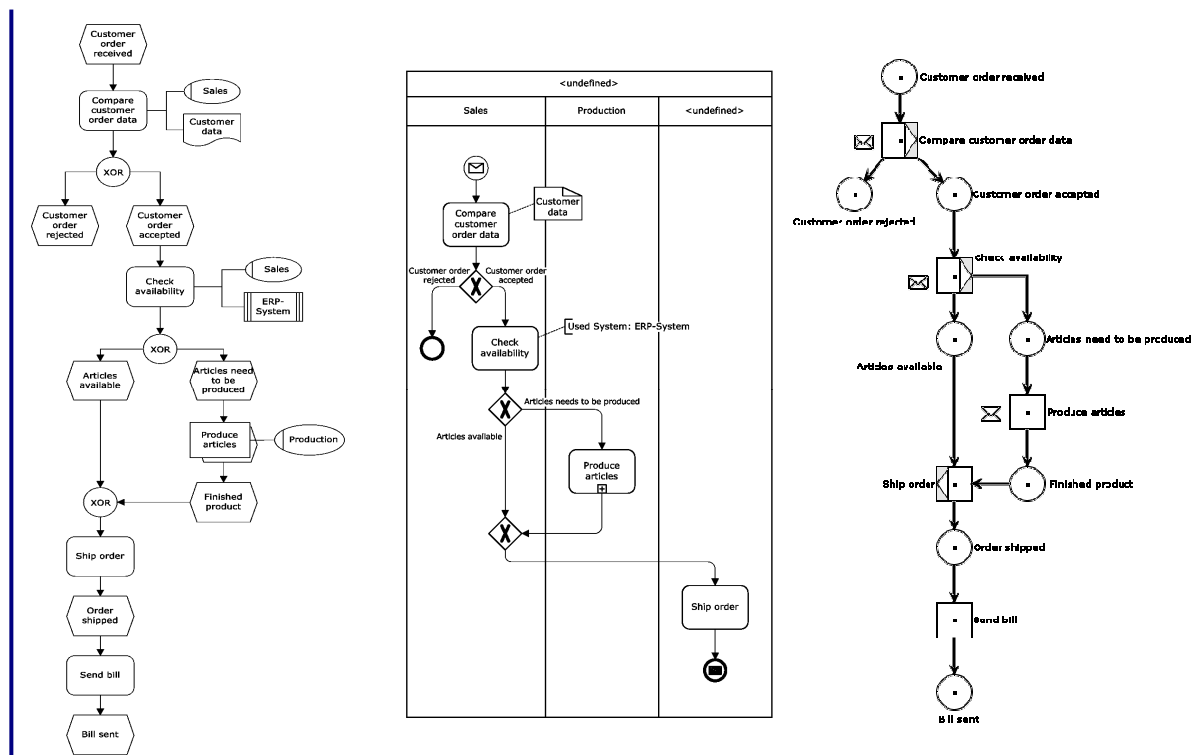 Customer
order
received
Compare
customer
order data
Sales
Customer
data
XOR
Customer
order
rejected
Customer
order
accepted
Check
availability
Sales
ERP-
System
XOR
Articles
available
Articles need
to be
produced
Produce
articles
Production
Finished
product
XOR
Ship order
Order
shipped
Send bill
Bill sent
<undefined>
Sales
Production
<undefined>
Compare
customer
order data
Customer
data
Customer order
rejected
Customer order
accepted
Used System: ERP-System
Check
availability
Articles needs to be produced
Articles available
Produce
articles
Ship order
Customer order received
Compare customer order data
Customer order rejected
Customer order accepted
Check availability
Articles available
Articles need to be produced
Produce articles
Ship order
Finished product
Order shipped
Send bill
Bill sent